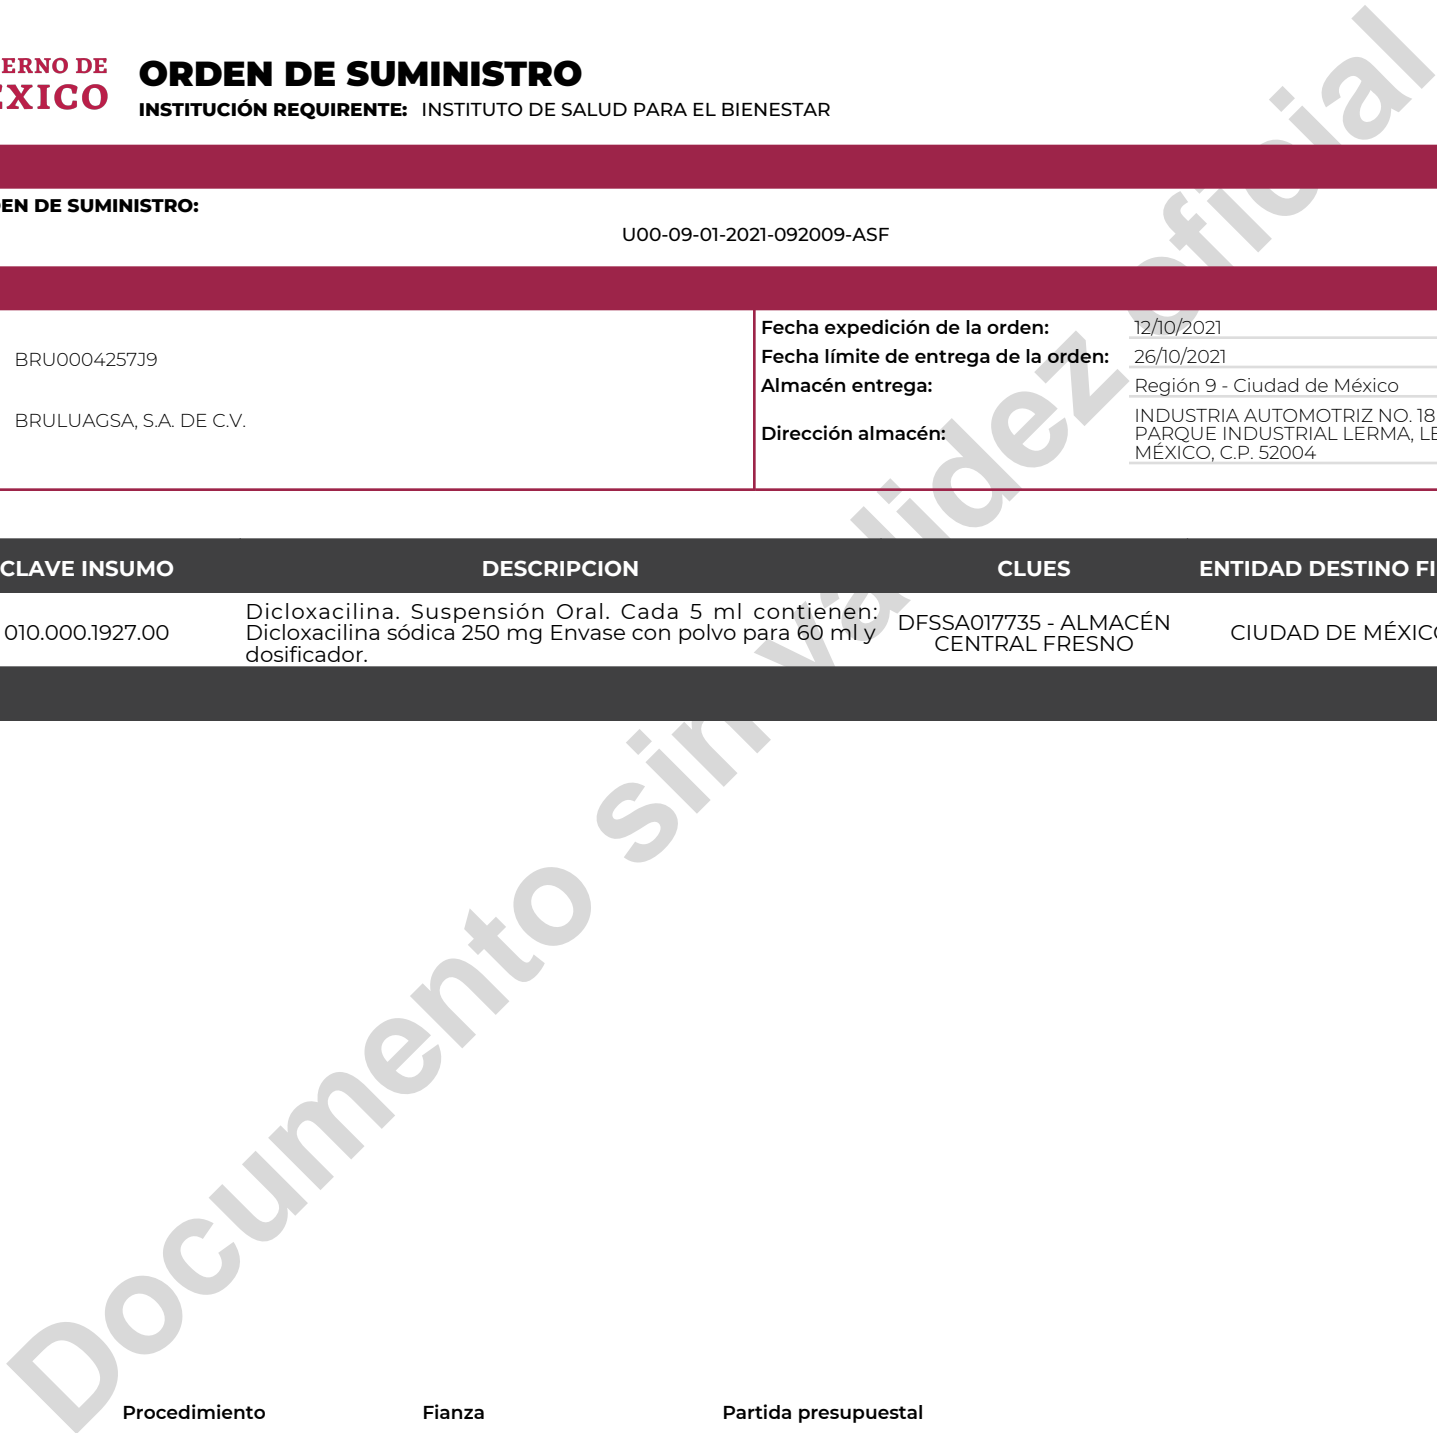 ERNO DE
XICO
ORDEN DE SUMINISTRO
INSTITUCIÓN REQUIRENTE: INSTITUTO DE SALUD PARA EL BIENESTAR
EN DE SUMINISTRO:
U00-09-01-2021-092009-ASF
BRU0004257J9
BRULUAGSA, S.A. DE C.V.
Fecha expedición de la orden: 12/10/2021
Fecha límite de entrega de la orden: 26/10/2021
Almacén entrega: Región 9 - Ciudad de México
Dirección almacén:
INDUSTRIA AUTOMOTRIZ NO. 18
PARQUE INDUSTRIAL LERMA, LE
MÉXICO, C.P. 52004
CLAVE INSUMO DESCRIPCION CLUES ENTIDAD DESTINO FI
010.000.1927.00
Dicloxacilina. Suspensión Oral. Cada 5 ml contienen:
Dicloxacilina sódica 250 mg Envase con polvo para 60 ml y
dosificador.
DFSSA017735 - ALMACÉN
CENTRAL FRESNO
CIUDAD DE MÉXICO
Documento sin validez oficial
Procedimiento Fianza Partida presupuestal